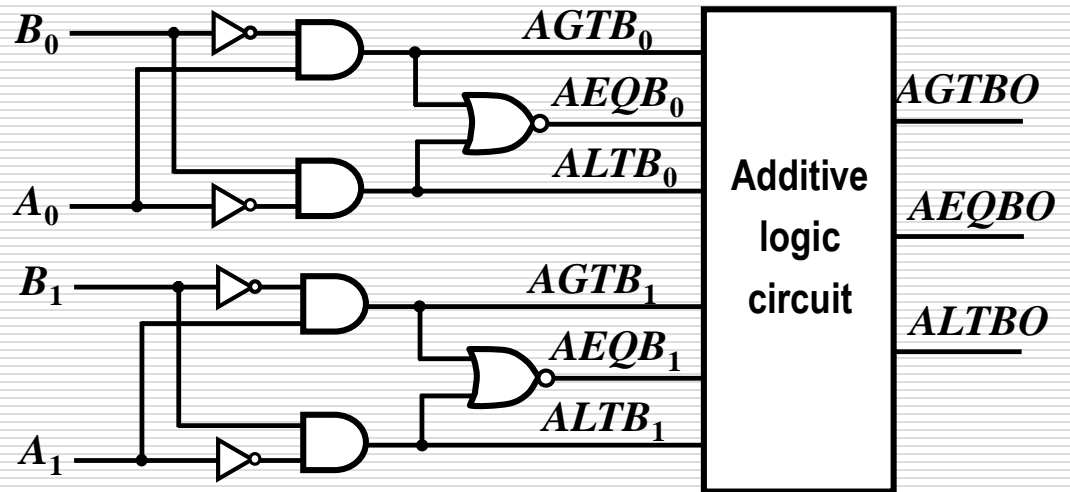 B₀
A₀
B₁
A₁
AGTB₀
AEQB₀
ALTB₀
AGTB₁
AEQB₁
ALTB₁
Additive
logic
circuit
AGTBO
AEQBO
ALTBO